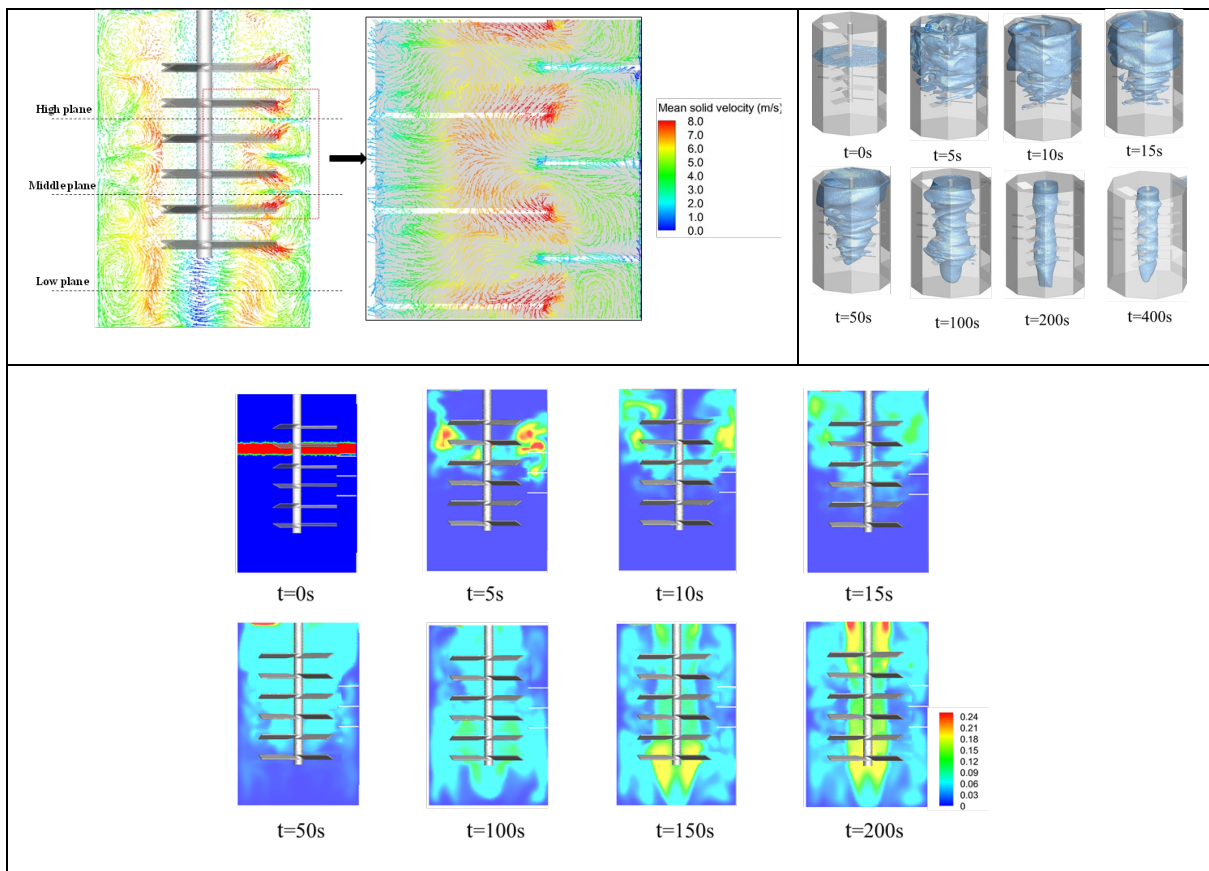 High plane
Middle plane
Low plane
Mean solid velocity (m/s)
8.0
7.0
6.0
5.0
4.0
3.0
2.0
1.0
0.0
t=0s
t=5s
t=10s
t=15s
t=50s
t=100s
t=200s
t=400s
t=0s
t=5s
t=10s
t=15s
t=50s
t=100s
t=150s
t=200s
0.24
0.21
0.18
0.15
0.12
0.09
0.06
0.03
0